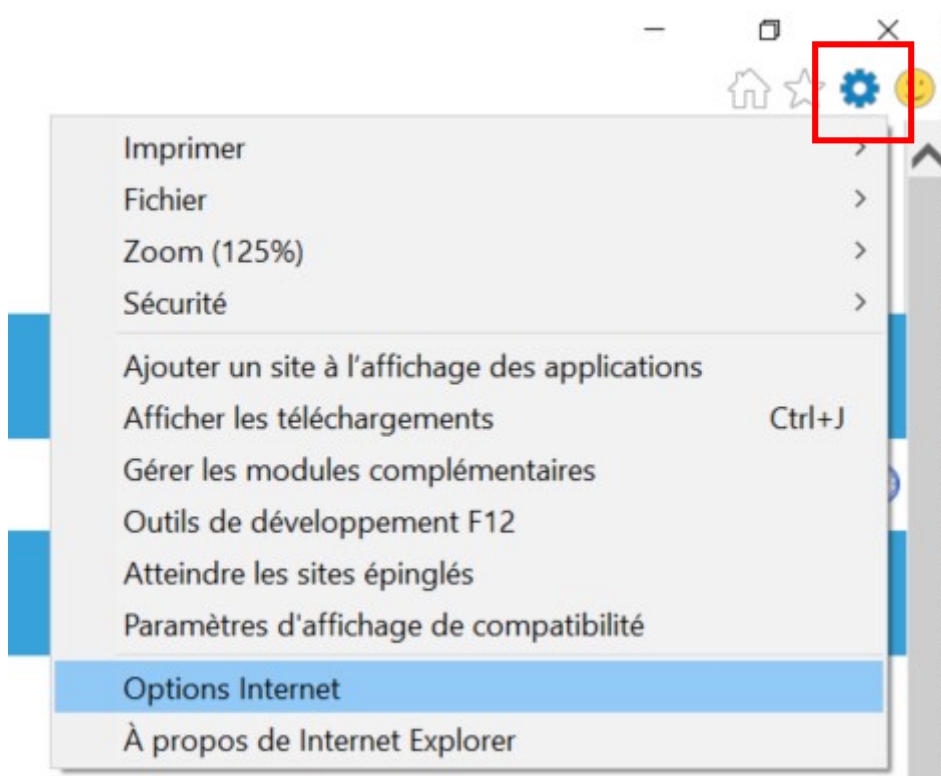 Imprimer
Fichier
Zoom (125%)
Sécurité
Ajouter un site à l'affichage des applications
Afficher les téléchargements Ctrl+J
Gérer les modules complémentaires
Outils de développement F12
Atteindre les sites épinglés
Paramètres d'affichage de compatibilité
Options Internet
À propos de Internet Explorer